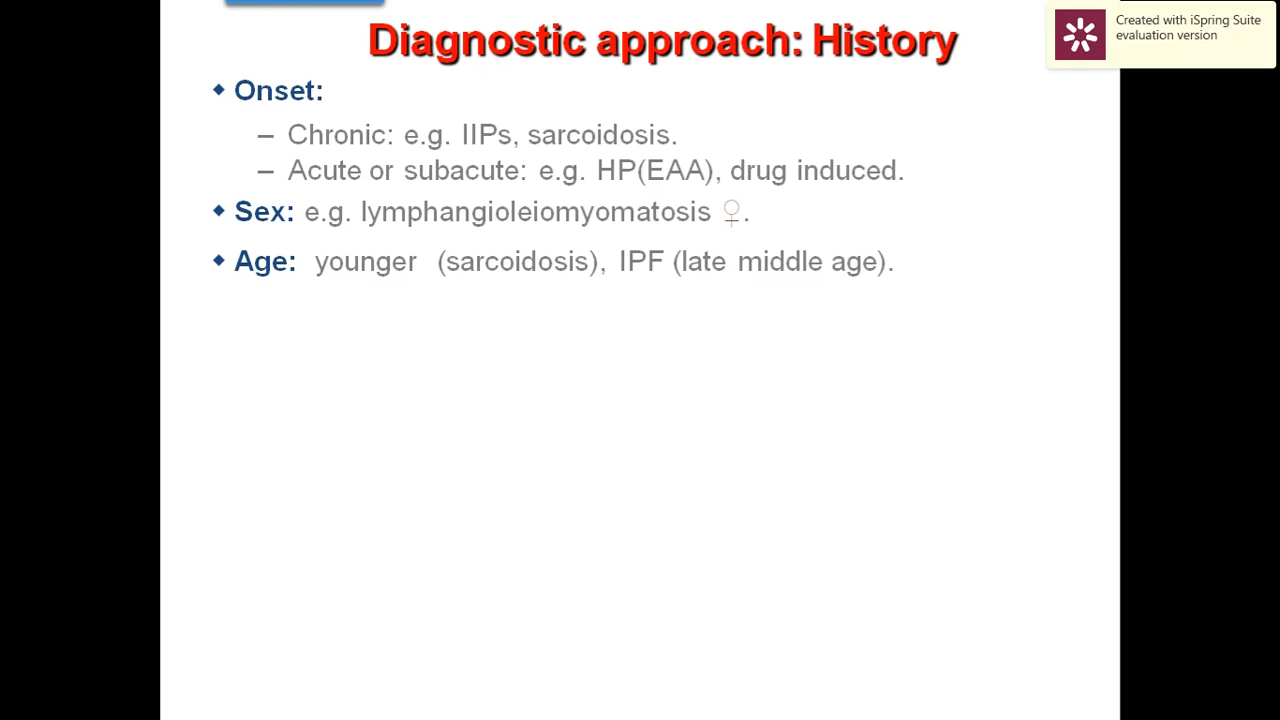 Diagnostic approach: History
Created with iSpring Suite
evaluation version
Onset:
– Chronic: e.g. IIPs, sarcoidosis.
– Acute or subacute: e.g. HP(EAA), drug induced.
Sex: e.g. lymphangioleiomyomatosis ♀.
Age: younger (sarcoidosis), IPF (late middle age).